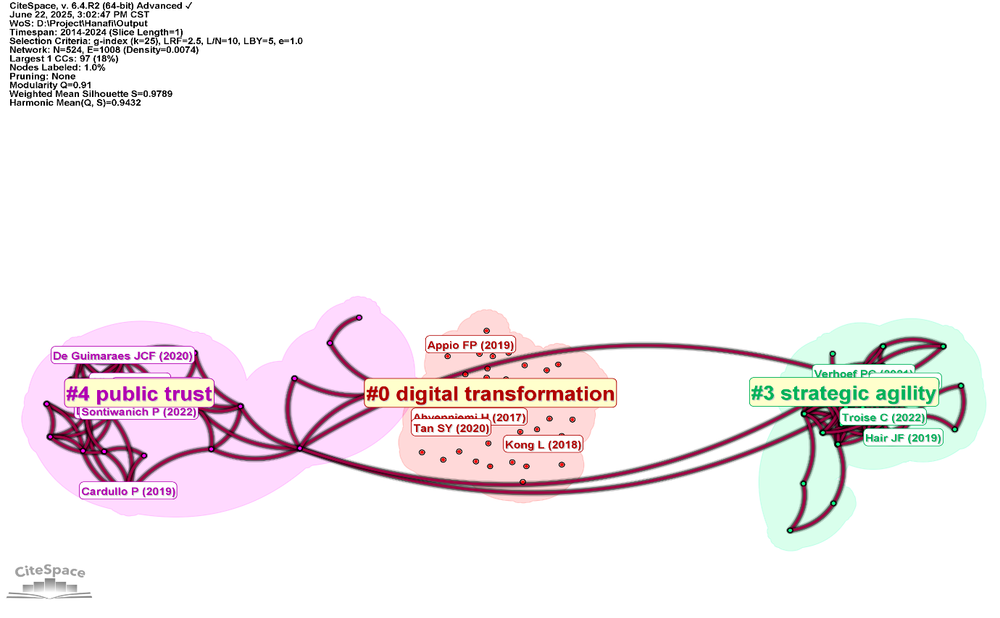 CiteSpace, v. 6.4.R2 (64-bit) Advanced ✓
June 22, 2025, 3:02:47 PM CST
WoS: D:\Project\Hanafi\Output
Timespan: 2014-2024 (Slice Length=1)
Selection Criteria: g-index (k=25), LRF=2.5, L/N=10, LBY=5, e=1.0
Network: N=524, E=1008 (Density=0.0074)
Largest 1 CCs: 97 (18%)
Nodes Labeled: 1.0%
Pruning: None
Modularity Q=0.91
Weighted Mean Silhouette S=0.9789
Harmonic Mean(Q, S)=0.9432
Appio FP (2019)
De Guimaraes JCF (2020)
Verhoef PC (2021)
#4 public trust
#0 digital transformation
#3 strategic agility
Sontiwanich P (2022)
Ahvenniemi H (2017)
Troise C (2022)
Tan SY (2020)
Hair JF (2019)
Kong L (2018)
Cardullo P (2019)
CiteSpace